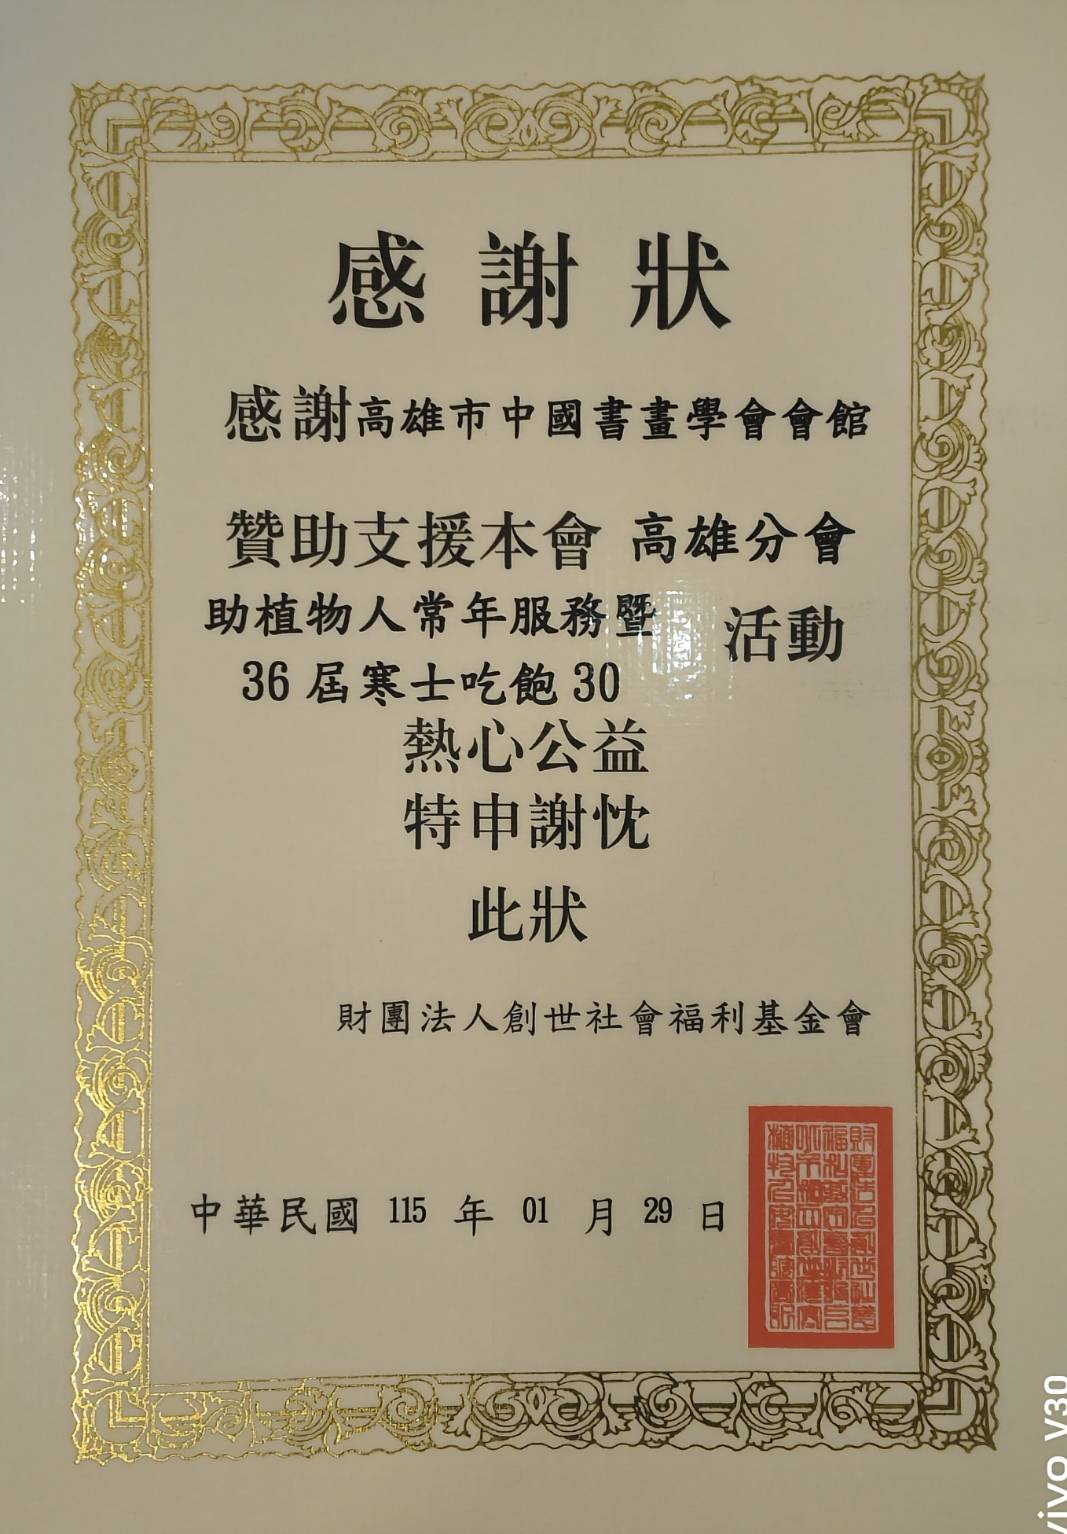 感謝狀
感謝高雄市中國書畫學會會館
贊助支援本會 高雄分會
助植物人常年服務暨 活動
36 屆寒士吃飽 30
熱心公益
特申謝忱
此狀
財團法人創世社會福利基金會
中華民國 115 年 01 月 29 日
vivo V30